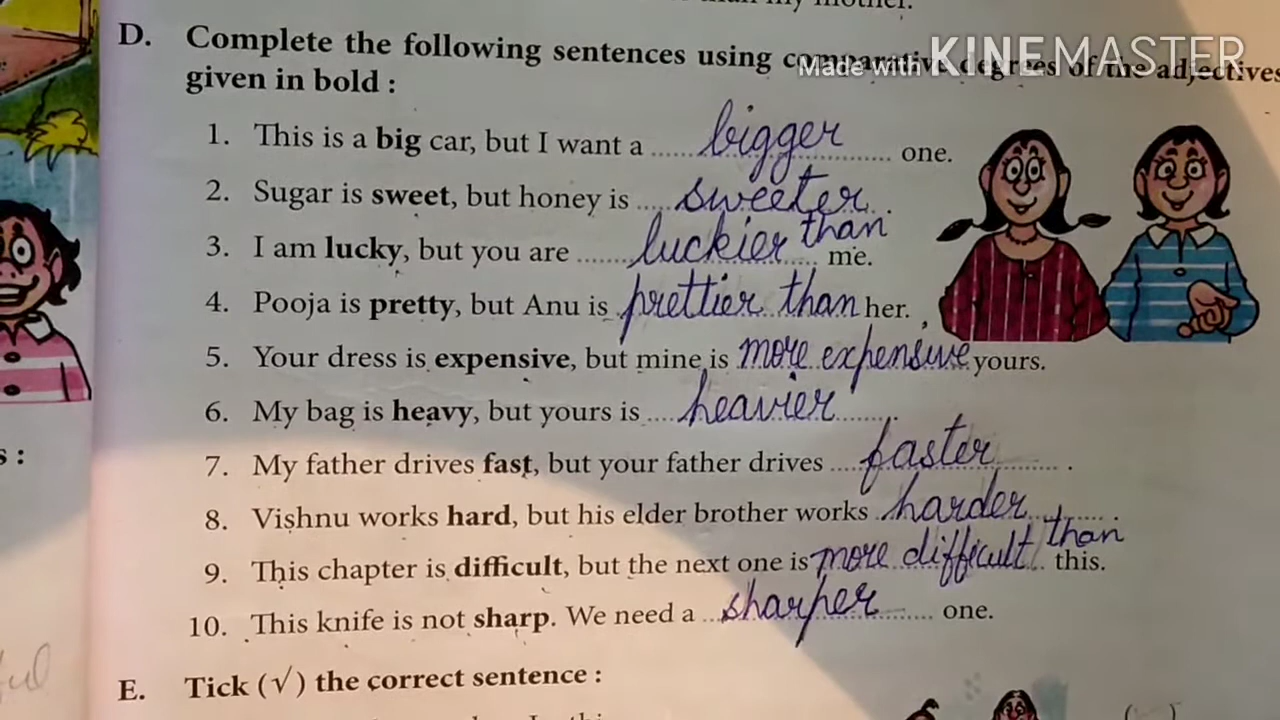 my mother.
D. Complete the following sentences using comparative degrees of the adjectives
Made with KINEMASTER
given in bold :
1. This is a big car, but I want a ..... bigger ..... one.
2. Sugar is sweet, but honey is ..... sweeter .
3. I am lucky, but you are ....... luckier than ..... me.
4. Pooja is pretty, but Anu is prettier than her.
5. Your dress is expensive, but mine is more expensive yours.
6. My bag is heavy, but yours is .... heavier ....... .
7. My father drives fast, but your father drives .... faster ....... .
8. Vishnu works hard, but his elder brother works .. harder ....... .
9. This chapter is difficult, but the next one is more difficult than .. this.
10. This knife is not sharp. We need a ... sharper ....... one.
s :
E. Tick (√) the correct sentence :